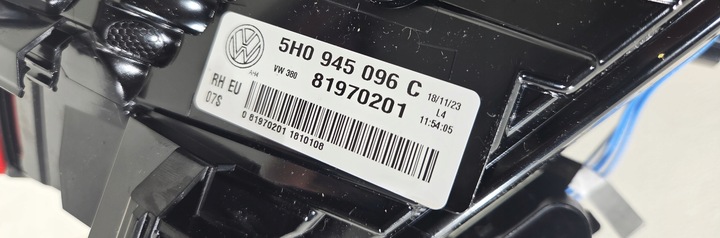 5H0 945 096 C
VW 380 81970201
18/11/23
L4
11:54:05
RH EU
07S
0 81970201 1810108